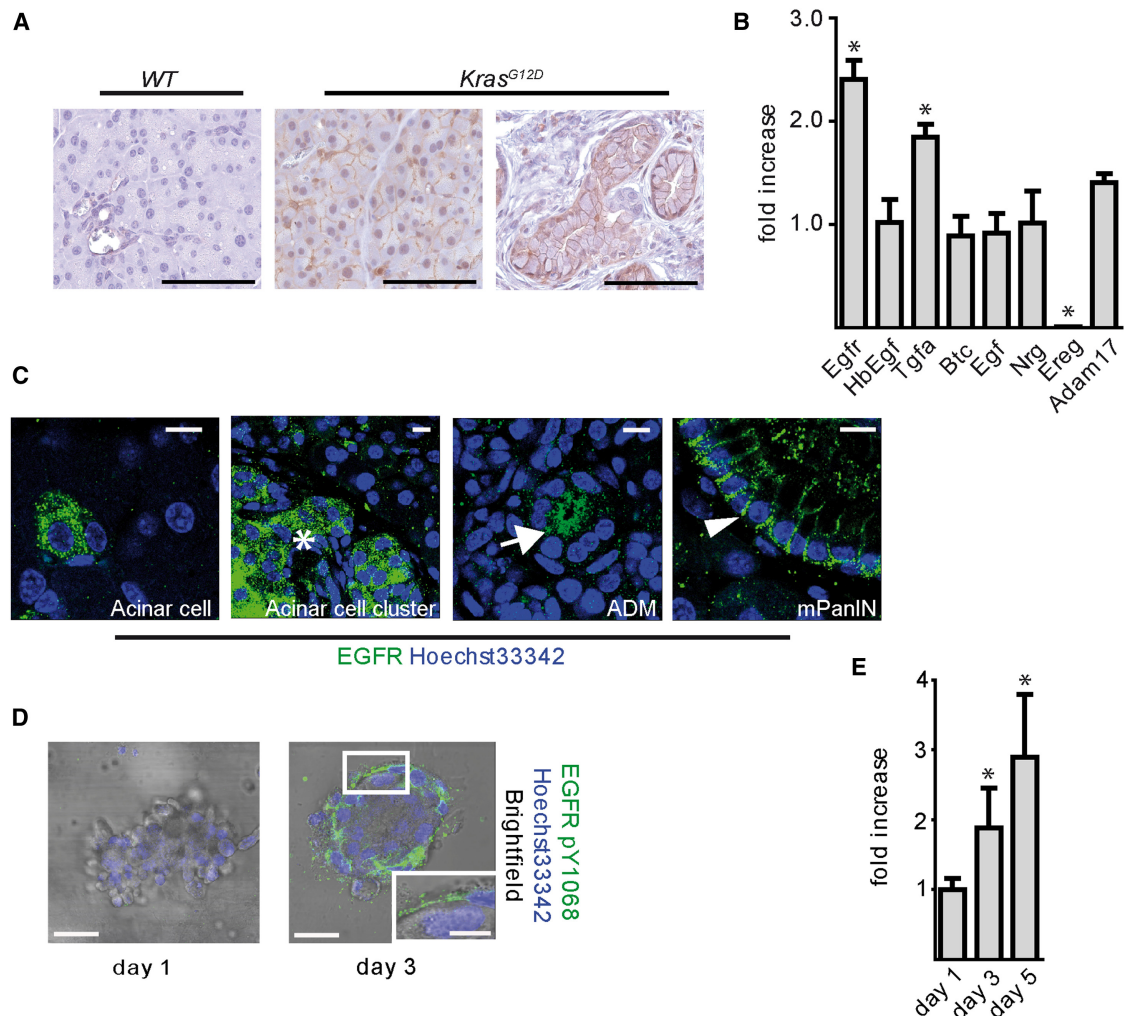 A
WT
Kras^G12D
B
fold increase
3.0
2.0
1.0
*
*
*
Egfr
HbEgf
Tgfa
Btc
Egf
Nrg
Ereg
Adam17
C
Acinar cell
*
Acinar cell cluster
ADM
mPanIN
EGFR Hoechst33342
D
day 1
day 3
EGFR pY1068
Hoechst33342
Brightfield
E
fold increase
4
3
2
1
*
*
day 1
day 3
day 5